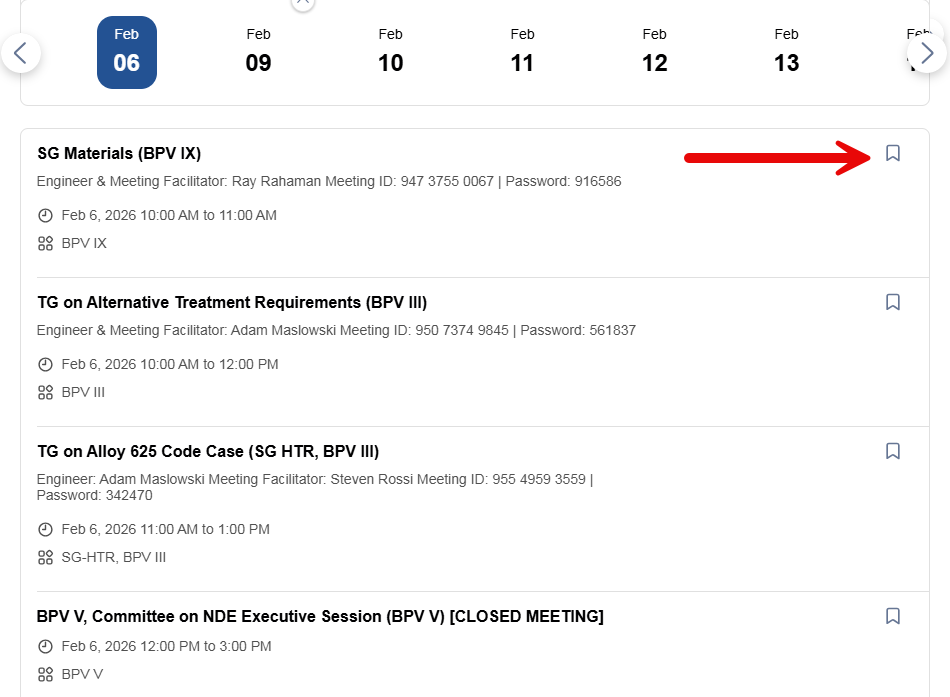 Feb
06
Feb
09
Feb
10
Feb
11
Feb
12
Feb
13
Feb
SG Materials (BPV IX)
Engineer & Meeting Facilitator: Ray Rahaman Meeting ID: 947 3755 0067 | Password: 916586
Feb 6, 2026 10:00 AM to 11:00 AM
BPV IX
TG on Alternative Treatment Requirements (BPV III)
Engineer & Meeting Facilitator: Adam Maslowski Meeting ID: 950 7374 9845 | Password: 561837
Feb 6, 2026 10:00 AM to 12:00 PM
BPV III
TG on Alloy 625 Code Case (SG HTR, BPV III)
Engineer: Adam Maslowski Meeting Facilitator: Steven Rossi Meeting ID: 955 4959 3559 |
Password: 342470
Feb 6, 2026 11:00 AM to 1:00 PM
SG-HTR, BPV III
BPV V, Committee on NDE Executive Session (BPV V) [CLOSED MEETING]
Feb 6, 2026 12:00 PM to 3:00 PM
BPV V